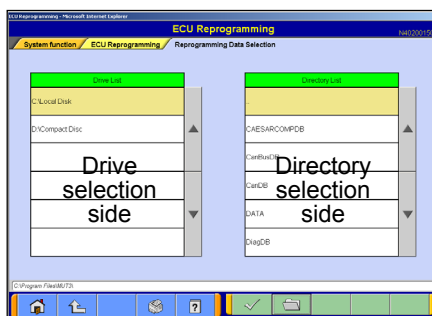 ECU Reprogramming - Microsoft Internet Explorer
ECU Reprogramming
System function
ECU Reprogramming
Reprogramming Data Selection
N40200150
Drive List
C:\Local Disk
D:\Compact Disc
Drive
selection
side
Directory List
..
CAESARCOMPDB
CanBusDB
CanDB
DATA
DiagDB
Directory
selection
side
C:\Program Files\MUT3\
?